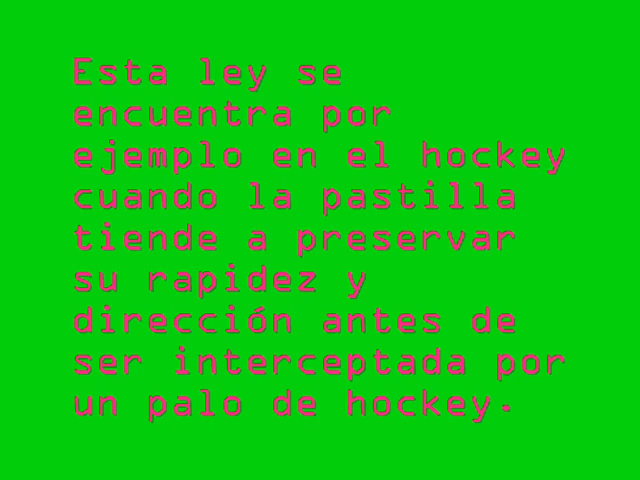 Esta ley se
encuentra por
ejemplo en el hockey
cuando la pastilla
tiende a preservar
su rapidez y
dirección antes de
ser interceptada por
un palo de hockey.